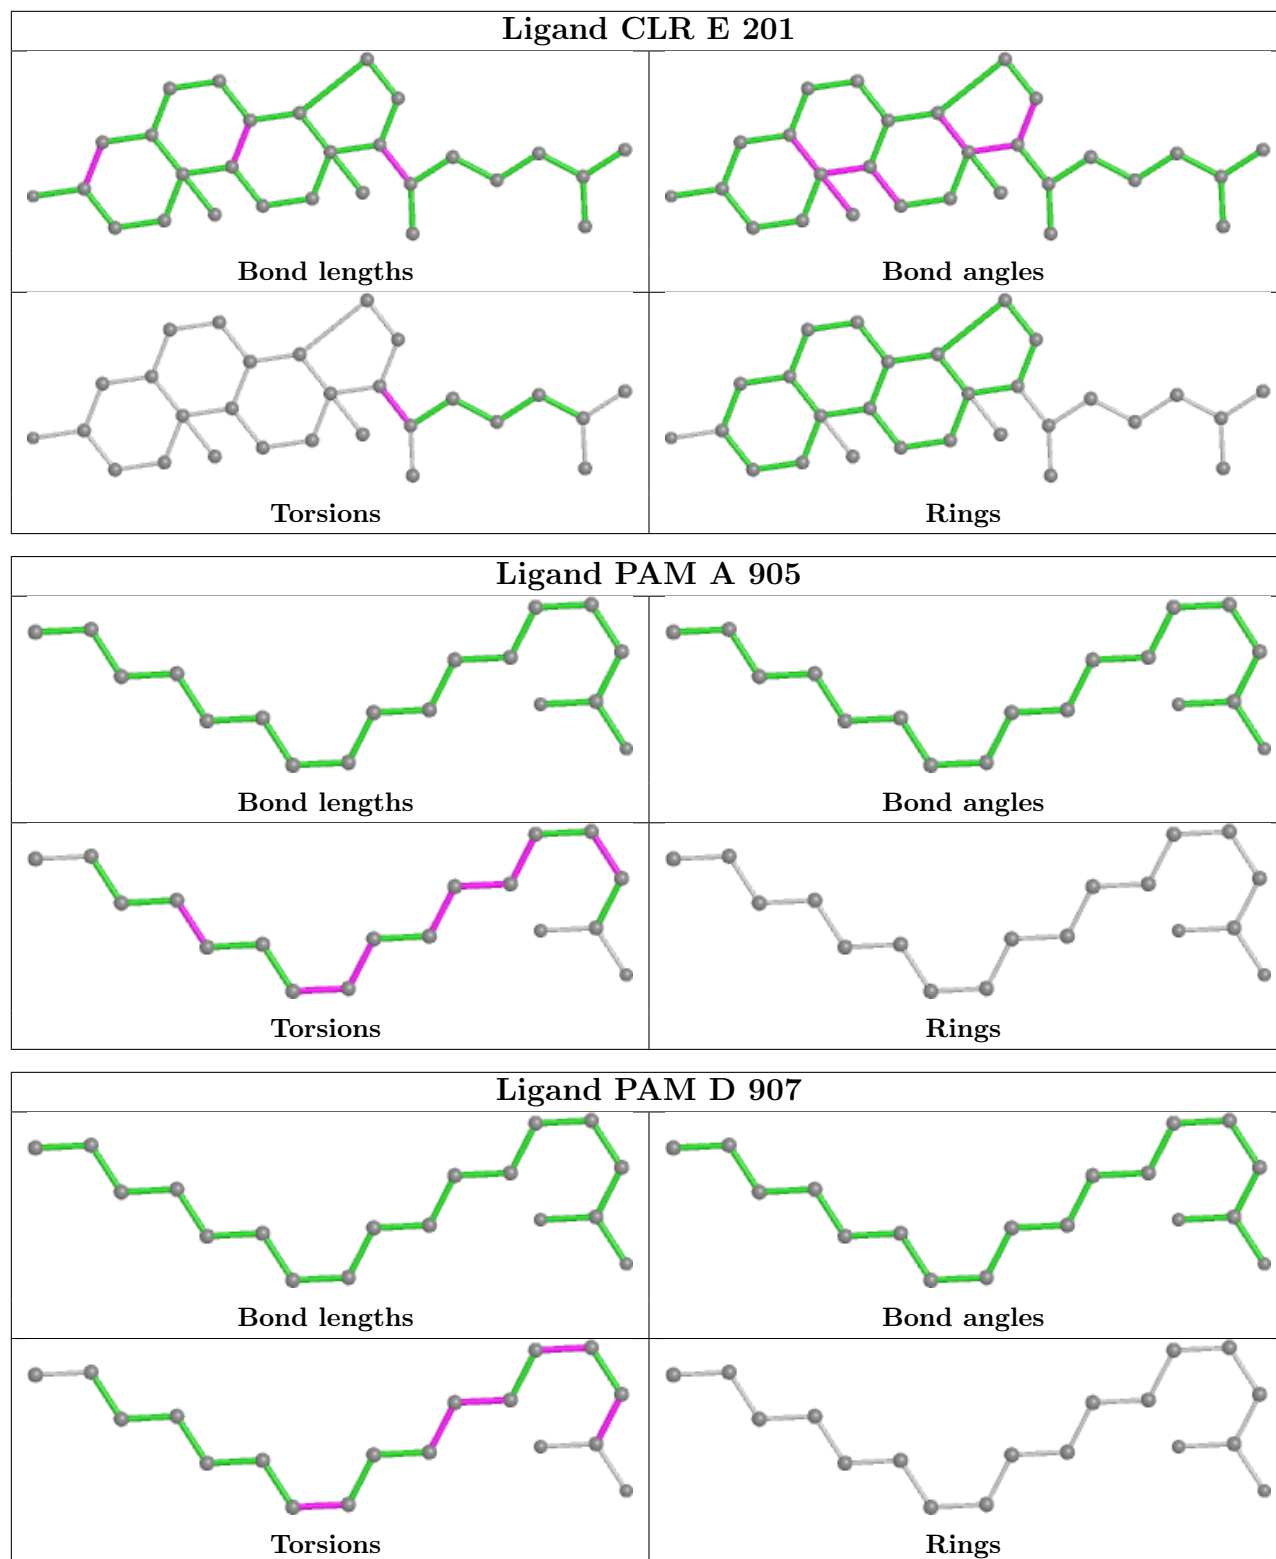 Ligand CLR E 201
Bond lengths
Bond angles
Torsions
Rings
Ligand PAM A 905
Bond lengths
Bond angles
Torsions
Rings
Ligand PAM D 907
Bond lengths
Bond angles
Torsions
Rings